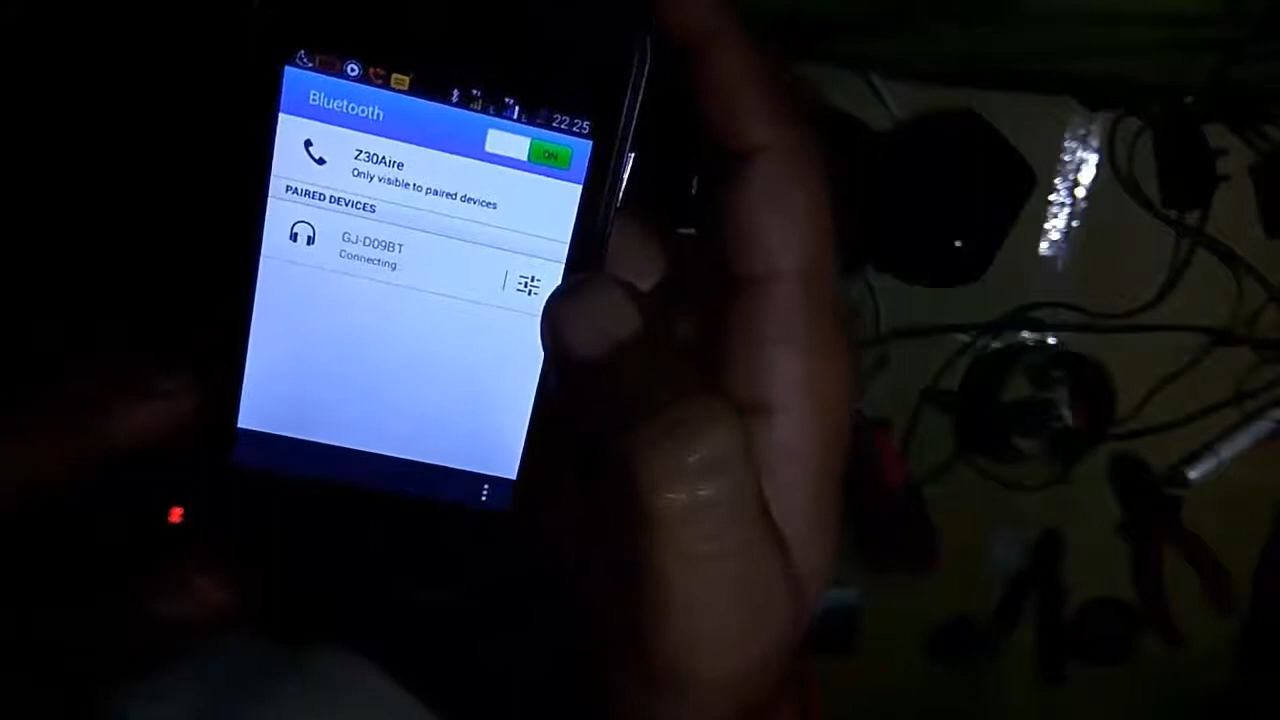 22:25
Bluetooth
ON
Z30Aire
Only visible to paired devices
PAIRED DEVICES
GJ-D09BT
Connecting...